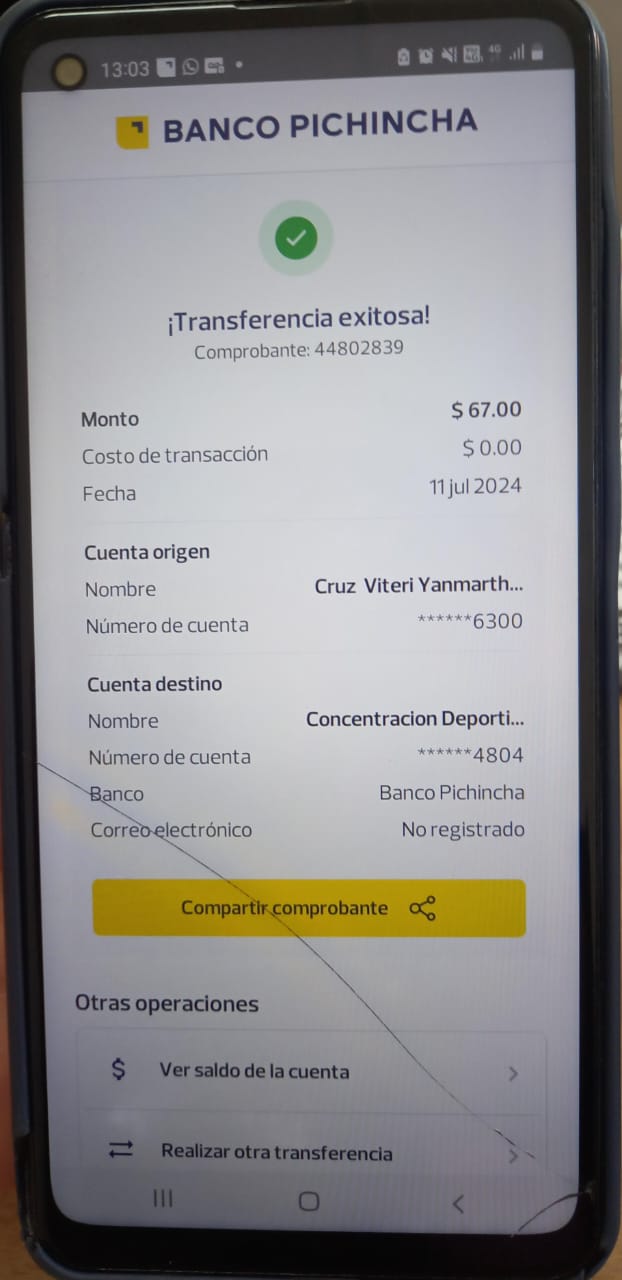 13:03
4G
BANCO PICHINCHA
¡Transferencia exitosa!
Comprobante: 44802839
Monto $ 67.00
Costo de transacción $ 0.00
Fecha 11 jul 2024
Cuenta origen
Nombre Cruz Viteri Yanmarth...
Número de cuenta ******6300
Cuenta destino
Nombre Concentracion Deporti...
Número de cuenta ******4804
Banco Banco Pichincha
Correo electrónico No registrado
Compartir comprobante
Otras operaciones
$ Ver saldo de la cuenta
Realizar otra transferencia